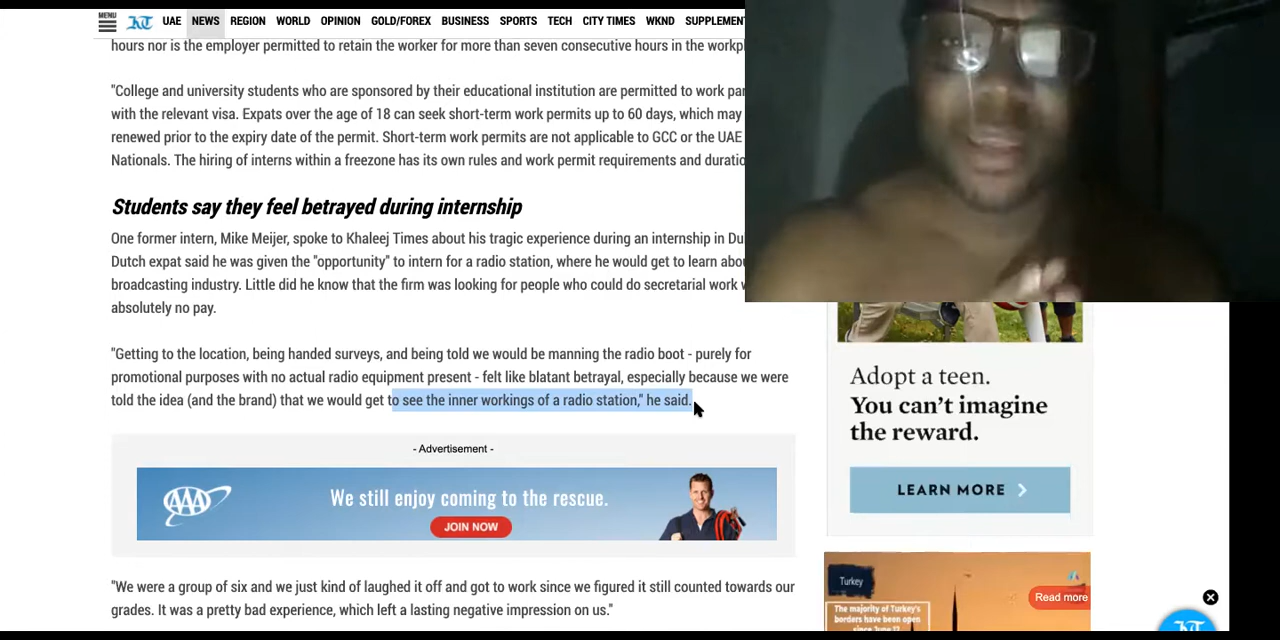 MENU
KT UAE NEWS REGION WORLD OPINION GOLD/FOREX BUSINESS SPORTS TECH CITY TIMES WKND
hours nor is the employer permitted to retain the worker for more than seven consecutive hours in the
"College and university students who are sponsored by their educational institution are permitted to work
with the relevant visa. Expats over the age of 18 can seek short-term work permits up to 60 days, which may
renewed prior to the expiry date of the permit. Short-term work permits are not applicable to GCC or the UAE
Nationals. The hiring of interns within a freezone has its own rules and work permit requirements and
Students say they feel betrayed during internship
One former intern, Mike Meijer, spoke to Khaleej Times about his tragic experience during an internship in
Dutch expat said he was given the "opportunity" to intern for a radio station, where he would get to learn
broadcasting industry. Little did he know that the firm was looking for people who could do secretarial work
absolutely no pay.
"Getting to the location, being handed surveys, and being told we would be manning the radio boot - purely for
promotional purposes with no actual radio equipment present - felt like blatant betrayal, especially because we were
told the idea (and the brand) that we would get to see the inner workings of a radio station," he said.
- Advertisement -
AAA
We still enjoy coming to the rescue.
JOIN NOW
"We were a group of six and we just kind of laughed it off and got to work since we figured it still counted towards our
grades. It was a pretty bad experience, which left a lasting negative impression on us."
Adopt a teen.
You can't imagine
the reward.
LEARN MORE
Turkey
Read more
The majority of Turkey's
borders have been open
since June
KT